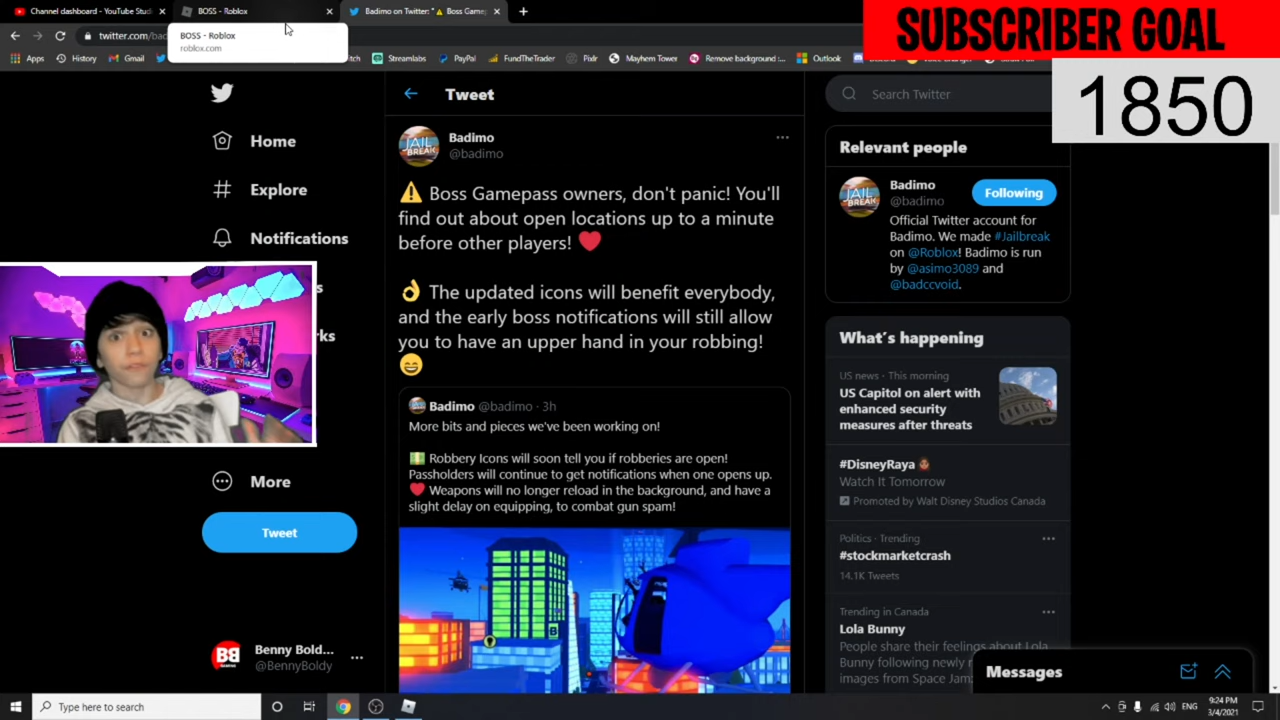 Channel dashboard - YouTube Stud
BOSS - Roblox
Badimo on Twitter: "⚠ Boss Game
SUBSCRIBER GOAL
1850
BOSS - Roblox
roblox.com
twitter.com/bad
Apps
History
Gmail
Streamlabs
PayPal
FundTheTrader
Pixlr
Mayhem Tower
Remove background :...
Outlook
Tweet
Search Twitter
Home
Explore
Notifications
More
Tweet
Benny Bold...
@BennyBoldy
JAIL
BREAK
Badimo
@badimo
⚠ Boss Gamepass owners, don't panic! You'll
find out about open locations up to a minute
before other players! ❤
👌 The updated icons will benefit everybody,
and the early boss notifications will still allow
you to have an upper hand in your robbing!
😄
Badimo @badimo · 3h
More bits and pieces we've been working on!
💵 Robbery Icons will soon tell you if robberies are open!
Passholders will continue to get notifications when one opens up.
❤ Weapons will no longer reload in the background, and have a
slight delay on equipping, to combat gun spam!
B
Relevant people
Badimo
@badimo
Following
Official Twitter account for
Badimo. We made #Jailbreak
on @Roblox! Badimo is run
by @asimo3089 and
@badccvoid.
What's happening
US news · This morning
US Capitol on alert with
enhanced security
measures after threats
#DisneyRaya
Watch It Tomorrow
Promoted by Walt Disney Studios Canada
Politics · Trending
#stockmarketcrash
14.1K Tweets
Trending in Canada
Lola Bunny
People share their feelings about Lola
Bunny following newly r
images from Space Jam:
Messages
Type here to search
ENG
9:24 PM
3/4/2021